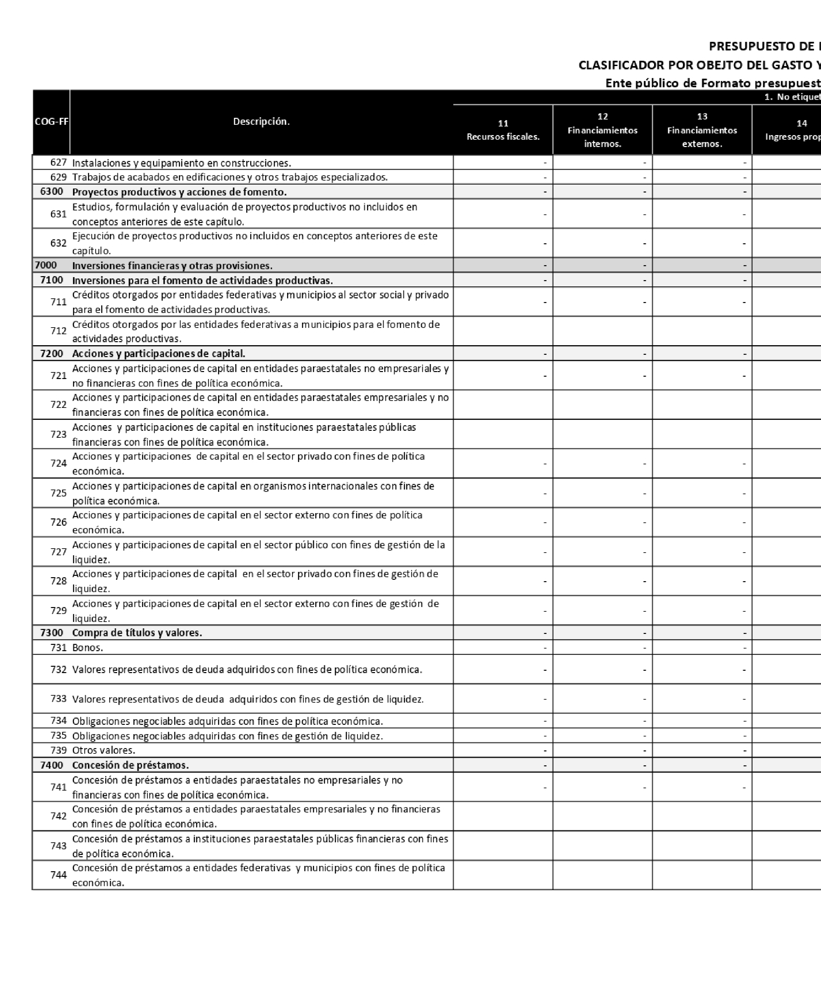 PRESUPUESTO DE
CLASIFICADOR POR OBEJTO DEL GASTO Y
Ente público de Formato presupuest
COG-FF Descripción. 1. No etiquet
11 Recursos fiscales. 12 Financiamientos internos. 13 Financiamientos externos. 14 Ingresos prop
627 Instalaciones y equipamiento en construcciones. - - -
629 Trabajos de acabados en edificaciones y otros trabajos especializados. - - -
6300 Proyectos productivos y acciones de fomento. - - -
631 Estudios, formulación y evaluación de proyectos productivos no incluidos en
conceptos anteriores de este capítulo. - - -
632 Ejecución de proyectos productivos no incluidos en conceptos anteriores de este
capítulo. - - -
7000 Inversiones financieras y otras provisiones. - - -
7100 Inversiones para el fomento de actividades productivas. - - -
711 Créditos otorgados por entidades federativas y municipios al sector social y privado
para el fomento de actividades productivas. - - -
712 Créditos otorgados por las entidades federativas a municipios para el fomento de
actividades productivas.
7200 Acciones y participaciones de capital. - - -
721 Acciones y participaciones de capital en entidades paraestatales no empresariales y
no financieras con fines de política económica. - - -
722 Acciones y participaciones de capital en entidades paraestatales empresariales y no
financieras con fines de política económica.
723 Acciones y participaciones de capital en instituciones paraestatales públicas
financieras con fines de política económica.
724 Acciones y participaciones de capital en el sector privado con fines de política
económica. - - -
725 Acciones y participaciones de capital en organismos internacionales con fines de
política económica. - - -
726 Acciones y participaciones de capital en el sector externo con fines de política
económica. - - -
727 Acciones y participaciones de capital en el sector público con fines de gestión de la
liquidez. - - -
728 Acciones y participaciones de capital en el sector privado con fines de gestión de
liquidez. - - -
729 Acciones y participaciones de capital en el sector externo con fines de gestión de
liquidez. - - -
7300 Compra de títulos y valores. - - -
731 Bonos. - - -
732 Valores representativos de deuda adquiridos con fines de política económica. - - -
733 Valores representativos de deuda adquiridos con fines de gestión de liquidez. - - -
734 Obligaciones negociables adquiridas con fines de política económica. - - -
735 Obligaciones negociables adquiridas con fines de gestión de liquidez. - - -
739 Otros valores. - - -
7400 Concesión de préstamos. - - -
741 Concesión de préstamos a entidades paraestatales no empresariales y no
financieras con fines de política económica. - - -
742 Concesión de préstamos a entidades paraestatales empresariales y no financieras
con fines de política económica.
743 Concesión de préstamos a instituciones paraestatales públicas financieras con fines
de política económica.
744 Concesión de préstamos a entidades federativas y municipios con fines de política
económica.